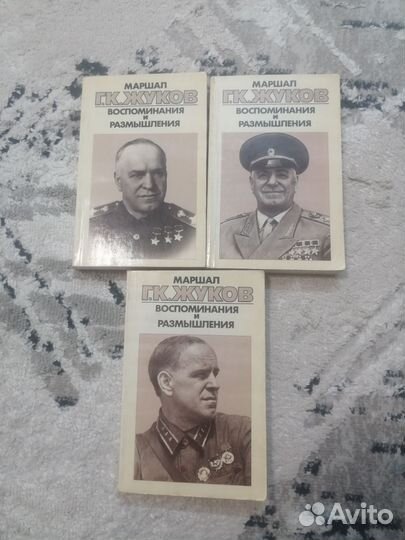 МАРШАЛ
Г.К.ЖУКОВ
ВОСПОМИНАНИЯ
И
РАЗМЫШЛЕНИЯ
МАРШАЛ
Г.К.ЖУКОВ
ВОСПОМИНАНИЯ
И
РАЗМЫШЛЕНИЯ
МАРШАЛ
Г.К.ЖУКОВ
ВОСПОМИНАНИЯ
И
РАЗМЫШЛЕНИЯ
Avito